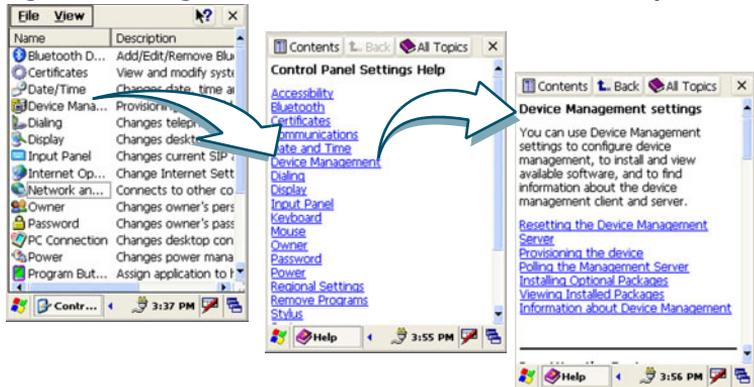 File View
Name Description
Bluetooth D... Add/Edit/Remove Blu
Certificates View and modify syste
Date/Time Changes date, time a
Device Mana... Provisioning
Dialing Changes teleph
Display Changes deskt
Input Panel Changes current SIP
Internet Op... Change Internet Sett
Network an... Connects to other co
Owner Changes owner's pers
Password Changes owner's pass
PC Connection Changes desktop con
Power Changes power mana
Program But... Assign application to
Contr... 3:37 PM
Contents Back All Topics
Control Panel Settings Help
Accessibility
Bluetooth
Certificates
Communications
Date and Time
Device Management
Dialing
Display
Input Panel
Keyboard
Mouse
Owner
Password
Power
Regional Settings
Remove Programs
Stylus
Help 3:55 PM
Contents Back All Topics
Device Management settings
You can use Device Management
settings to configure device
management, to install and view
available software, and to find
information about the device
management client and server.
Resetting the Device Management
Server
Provisioning the device
Polling the Management Server
Installing Optional Packages
Viewing Installed Packages
Information about Device Management
Help 3:56 PM